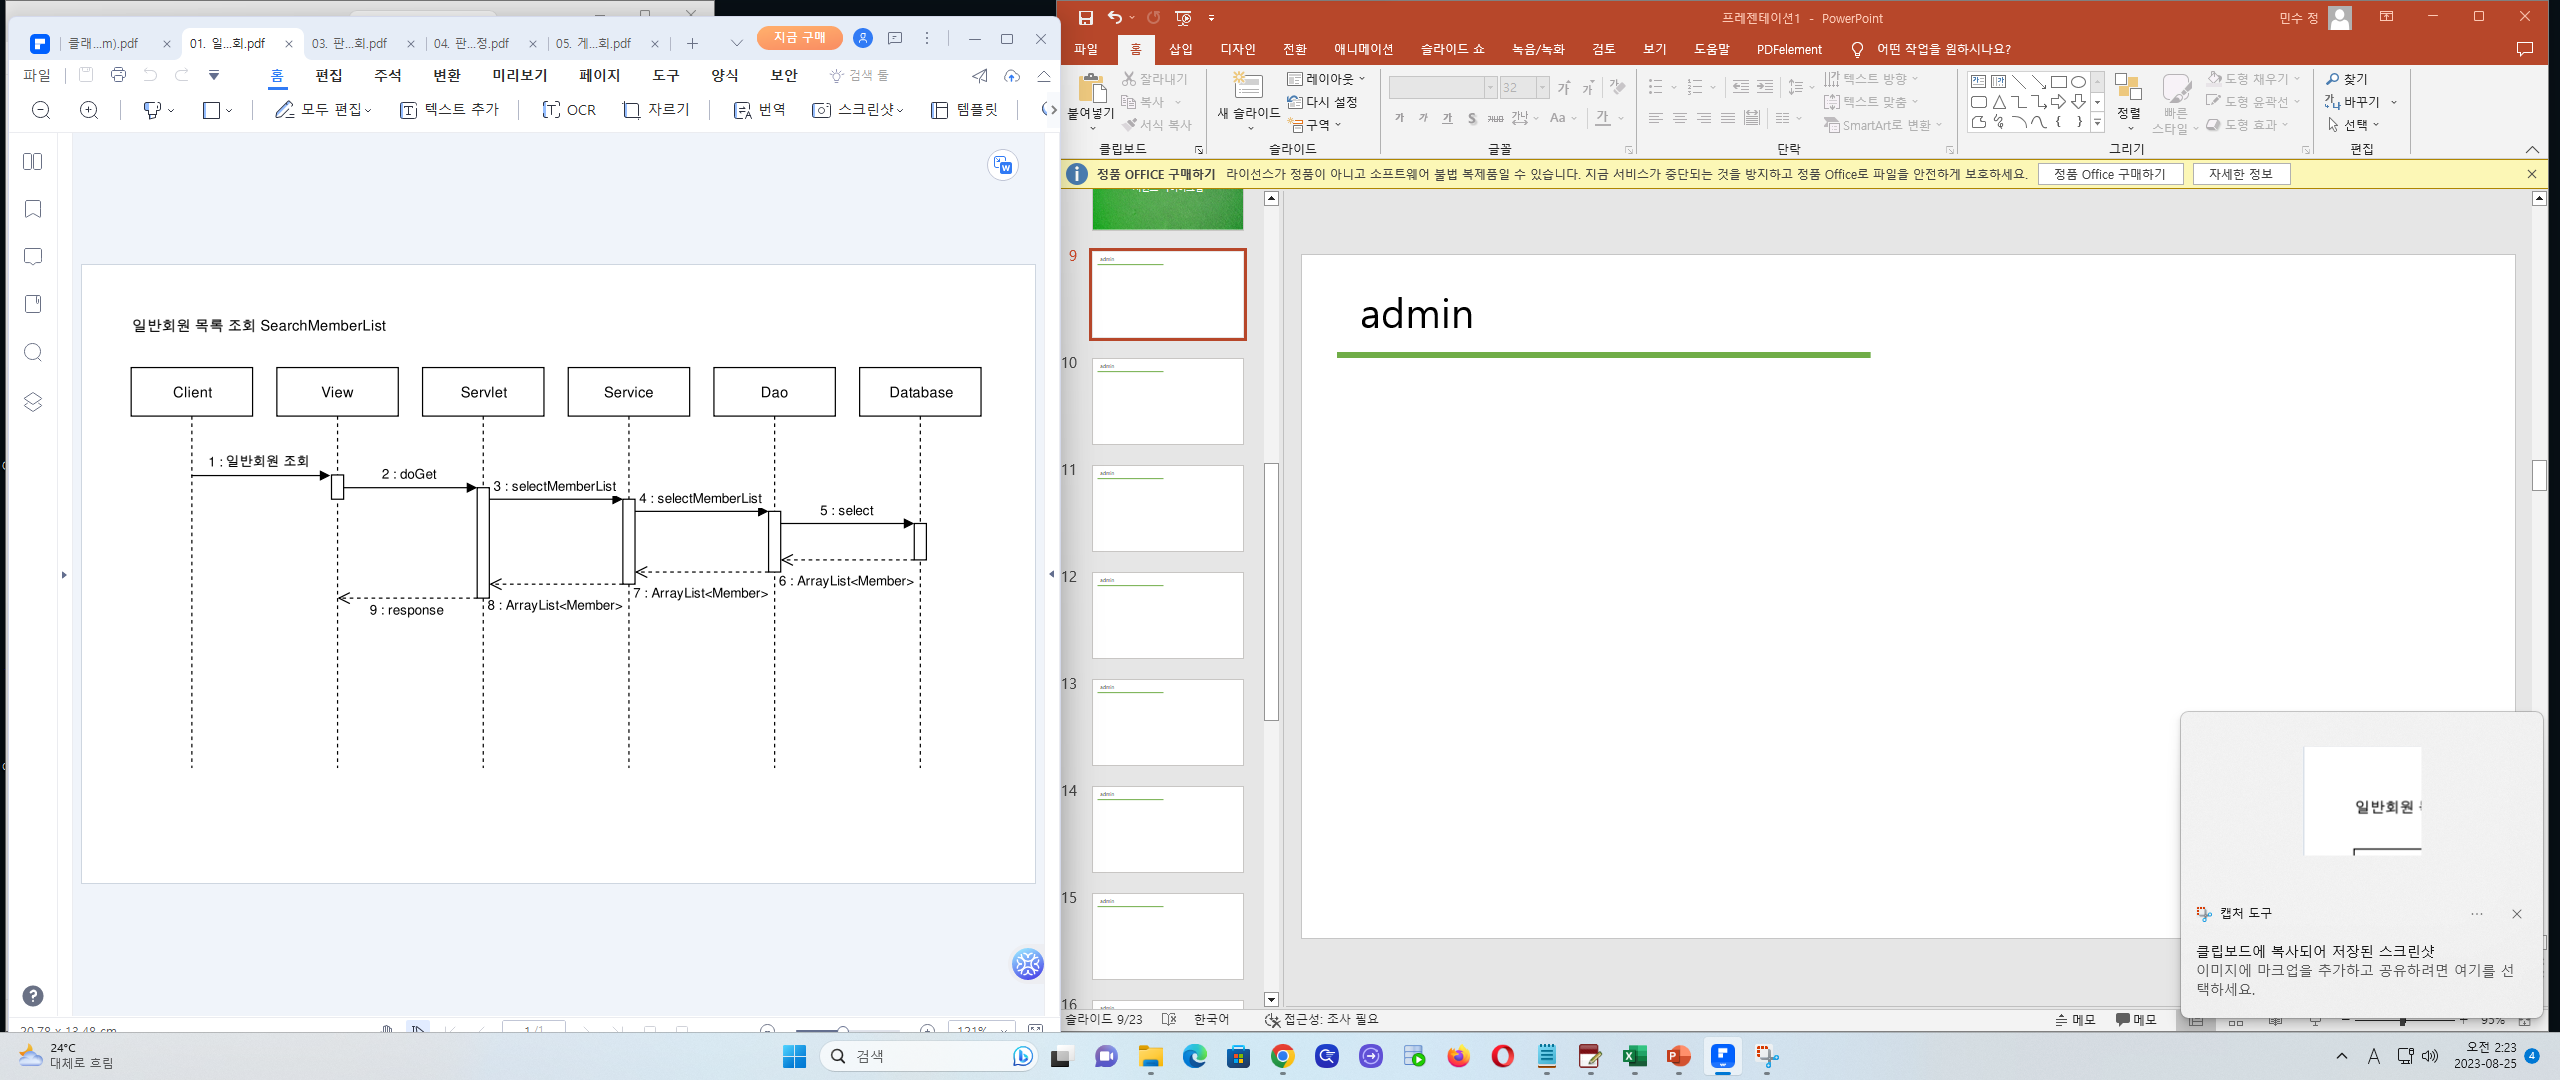 클래...m).pdf
01. 일...회.pdf
03. 판...회.pdf
04. 판...정.pdf
05. 게...회.pdf
지금 구매
파일
홈
편집
주석
변환
미리보기
페이지
도구
양식
보안
검색 툴
모두 편집
텍스트 추가
OCR
자르기
번역
스크린샷
템플릿
일반회원 목록 조회 SearchMemberList
Client
View
Servlet
Service
Dao
Database
1 : 일반회원 조회
2 : doGet
3 : selectMemberList
4 : selectMemberList
5 : select
6 : ArrayList<Member>
7 : ArrayList<Member>
8 : ArrayList<Member>
9 : response
프레젠테이션1 - PowerPoint
민수 정
파일
홈
삽입
디자인
전환
애니메이션
슬라이드 쇼
녹음/녹화
검토
보기
도움말
PDFelement
어떤 작업을 원하시나요?
붙여넣기
잘라내기
복사
서식 복사
클립보드
새 슬라이드
레이아웃
다시 설정
구역
슬라이드
32
글꼴
텍스트 방향
텍스트 맞춤
SmartArt로 변환
단락
정렬
빠른
스타일
도형 채우기
도형 윤곽선
도형 효과
그리기
찾기
바꾸기
선택
편집
정품 OFFICE 구매하기 라이선스가 정품이 아니고 소프트웨어 불법 복제품일 수 있습니다. 지금 서비스가 중단되는 것을 방지하고 정품 Office로 파일을 안전하게 보호하세요.
정품 Office 구매하기
자세한 정보
9
admin
10
admin
11
admin
12
admin
13
admin
14
admin
15
admin
16
admin
일반회원
캡처 도구
클립보드에 복사되어 저장된 스크린샷
이미지에 마크업을 추가하고 공유하려면 여기를 선
택하세요.
슬라이드 9/23
한국어
접근성: 조사 필요
메모
메모
95%
20.78 x 13.48 cm
1 /1
121%
24°C
대체로 흐림
검색
A
오전 2:23
2023-08-25
4